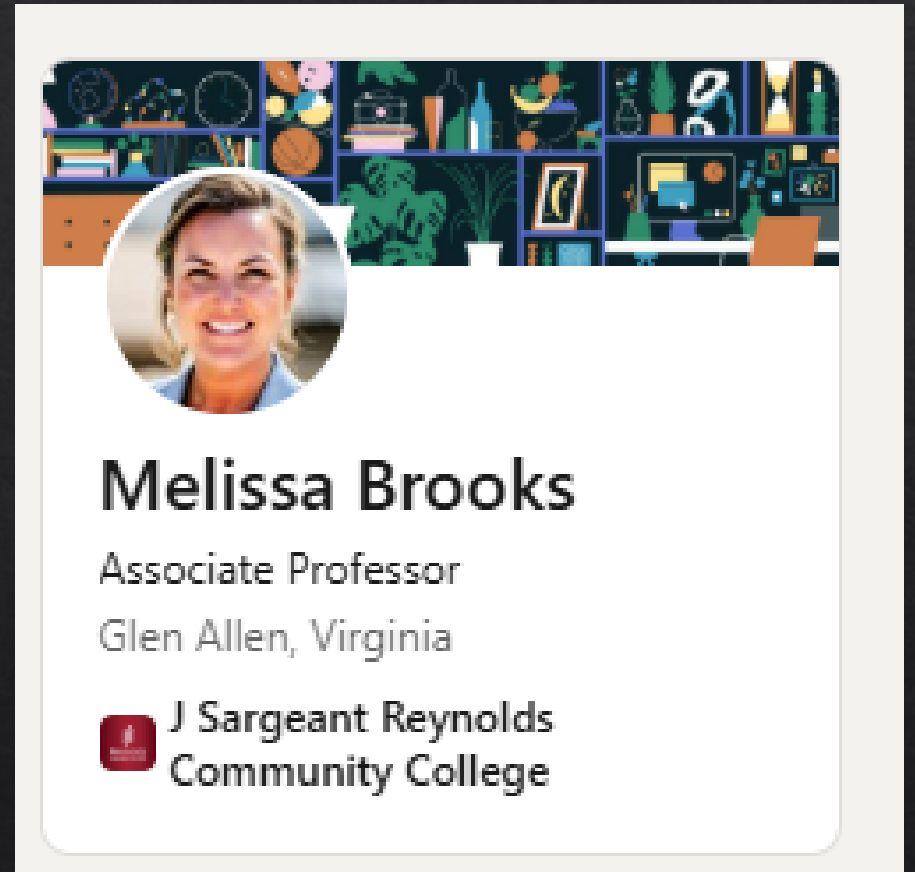 Melissa Brooks
Associate Professor
Glen Allen, Virginia
J Sargeant Reynolds
Community College